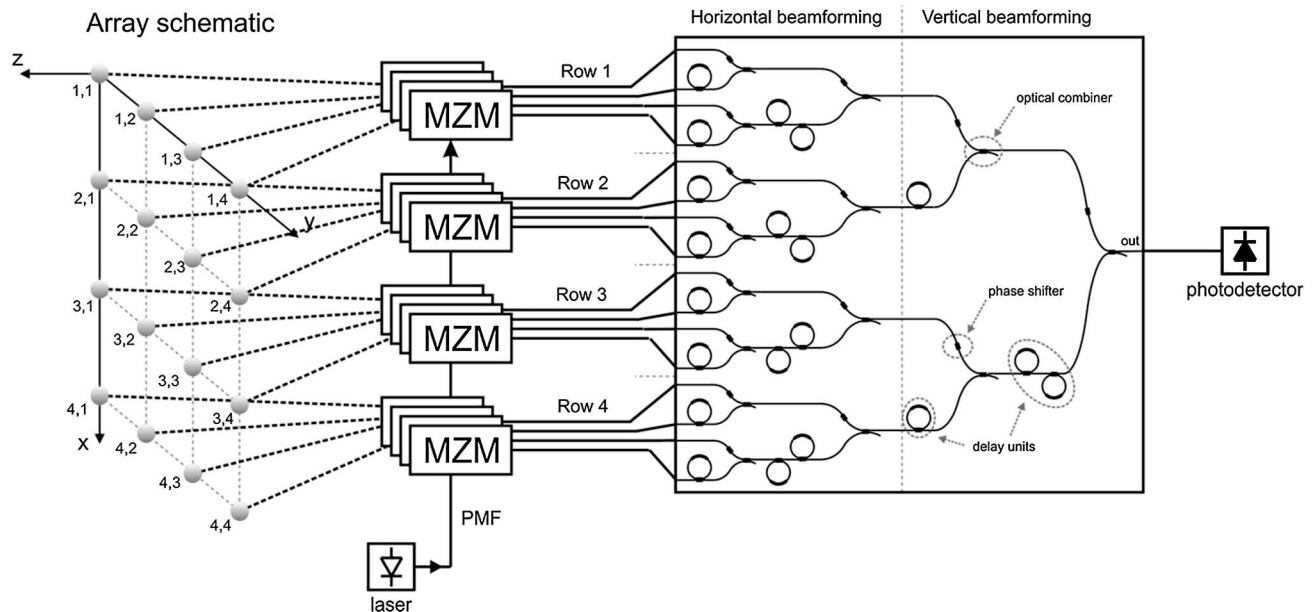 Array schematic
Horizontal beamforming
Vertical beamforming
z
1,1
1,2
1,3
1,4
y
2,1
2,2
2,3
2,4
3,1
3,2
3,3
3,4
4,1
x
4,2
4,3
4,4
MZM
MZM
MZM
MZM
Row 1
Row 2
Row 3
Row 4
PMF
laser
optical combiner
phase shifter
delay units
out
photodetector